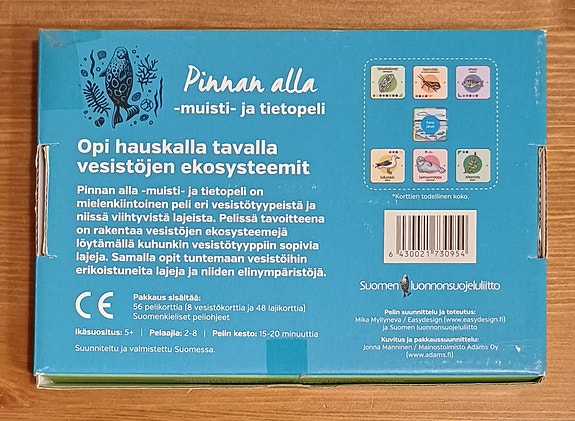 Pinnan alla
-muisti- ja tietopeli
Opi hauskalla tavalla
vesistöjen ekosysteemit
Pinnan alla -muisti- ja tietopeli on
mielenkiintoinen peli eri vesistötyypeistä ja
niissä viihtyvistä lajeista. Pelissä tavoitteena
on rakentaa vesistöjen ekosysteemejä
löytämällä kuhunkin vesistötyyppiin sopivia
lajeja. Samalla opit tuntemaan vesistöihin
erikoistuneita lajeja ja niiden elinympäristöjä.
CE
Pakkaus sisältää:
56 pelikorttia (8 vesistökorttia ja 48 lajikorttia)
Suomenkieliset peliohjeet
Ikäsuositus: 5+ | Pelaajia: 2-8 | Pelin kesto: 15-20 minuuttia
Suunniteltu ja valmistettu Suomessa.
*Korttien todellinen koko.
6 430021 730954
Suomen luonnonsuojeluliitto
Pelin suunnittelu ja toteutus:
Mika Myllyneva / Easydesign (www.easydesign.fi)
ja Suomen luonnonsuojeluliitto
Kuvitus ja pakkaussuunnittelu:
Jonna Manninen / Mainostoimisto Adams Oy
(www.adams.fi)